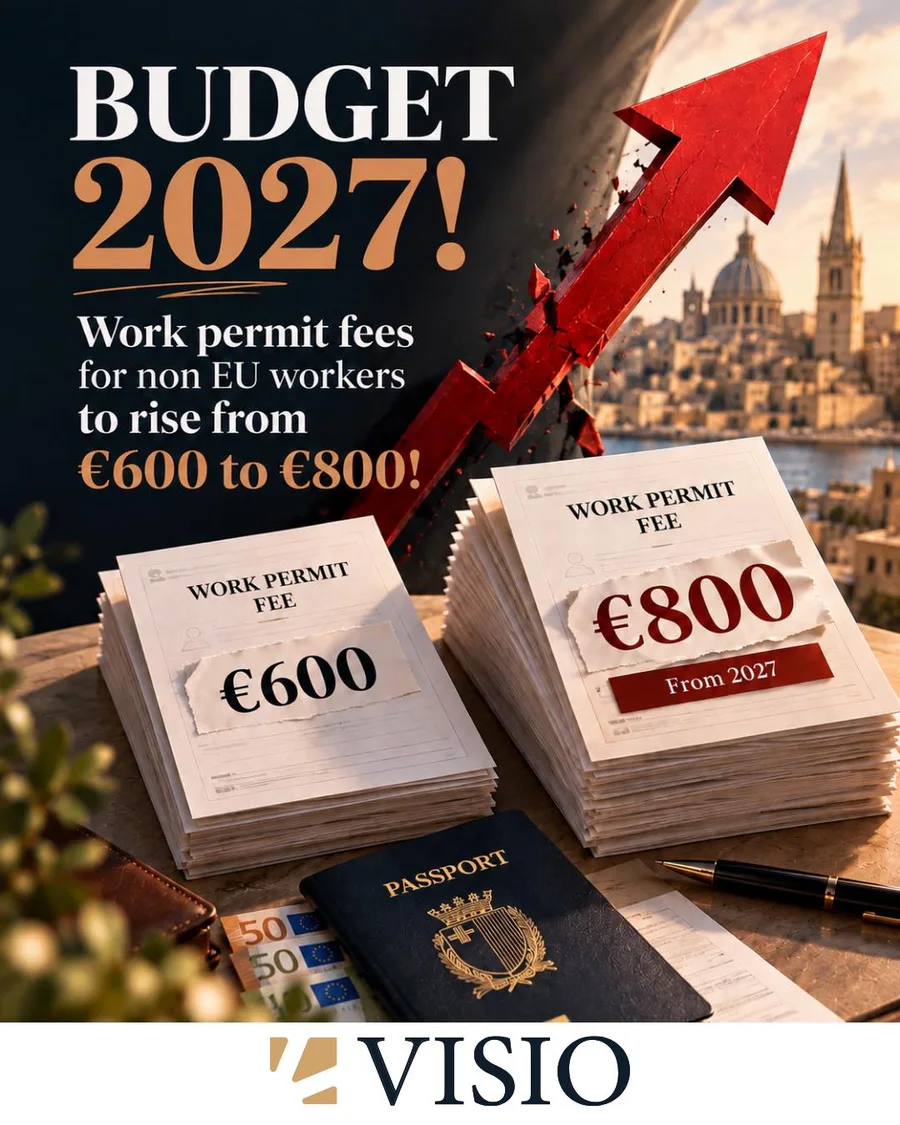 BUDGET
2027!
Work permit fees
for non EU workers
to rise from
€600 to €800!
WORK PERMIT
FEE
€600
WORK PERMIT
FEE
€800
From 2027
PASSPORT
50
50
VISIO